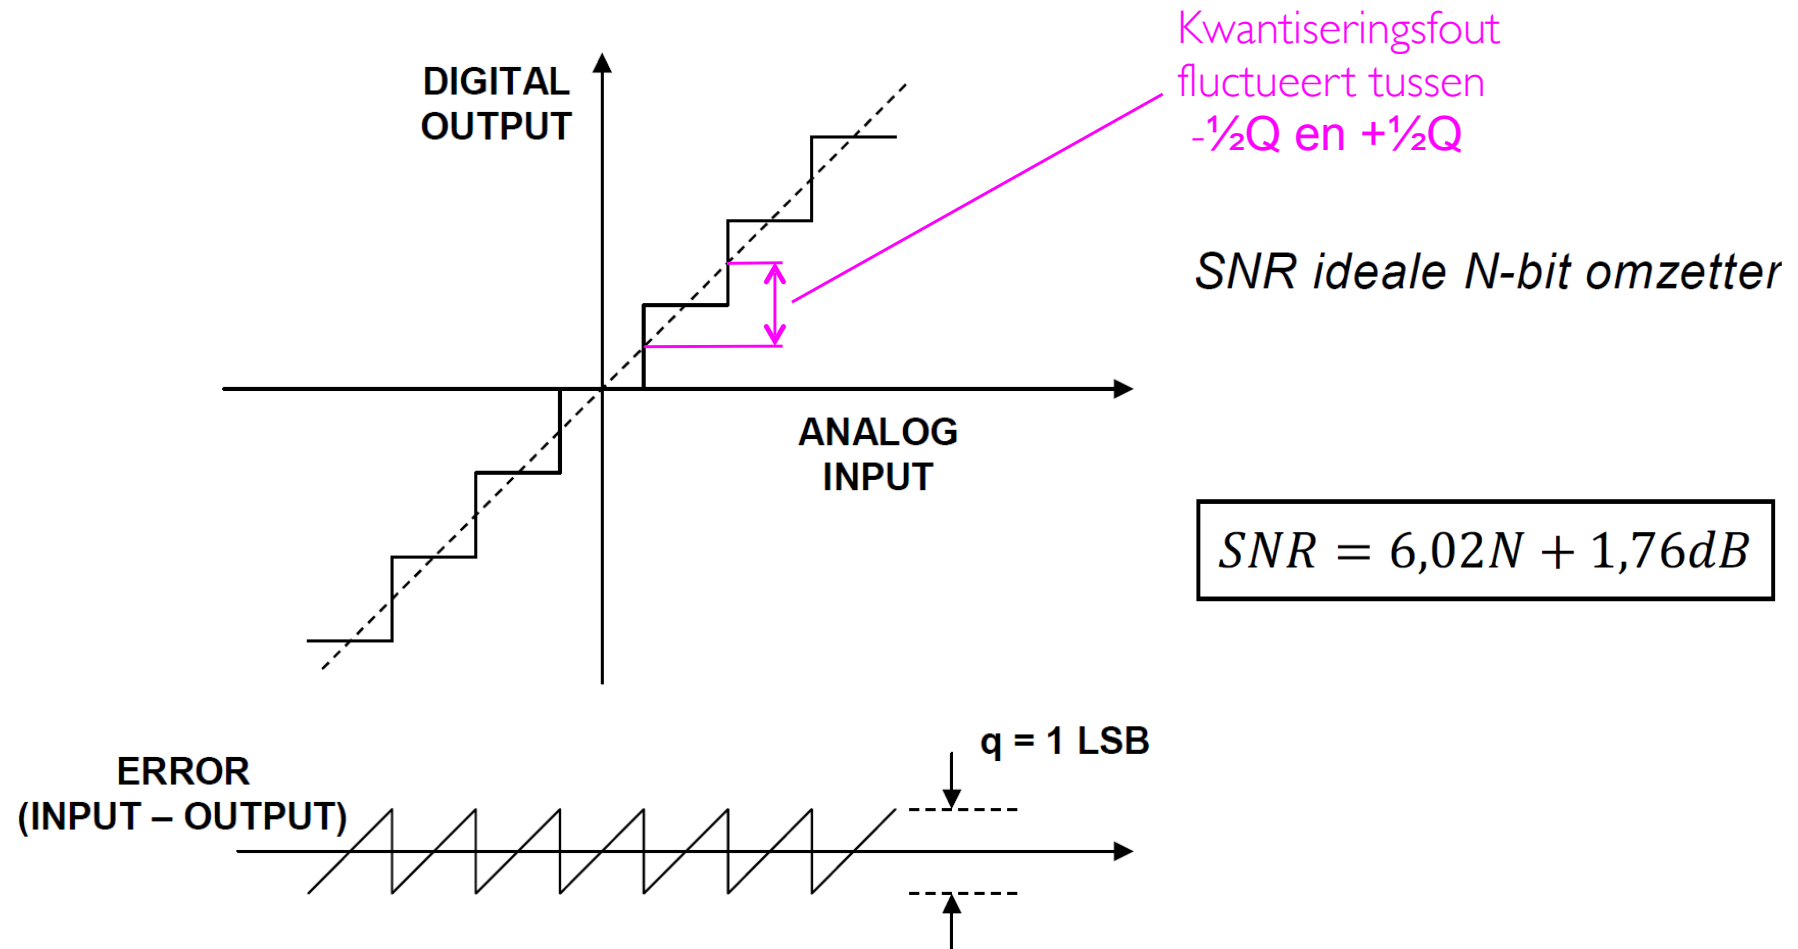 Kwantiseringsfout
fluctueert tussen
-½Q en +½Q
DIGITAL
OUTPUT
SNR ideale N-bit omzetter
ANALOG
INPUT
SNR = 6,02N + 1,76dB
q = 1 LSB
ERROR
(INPUT – OUTPUT)